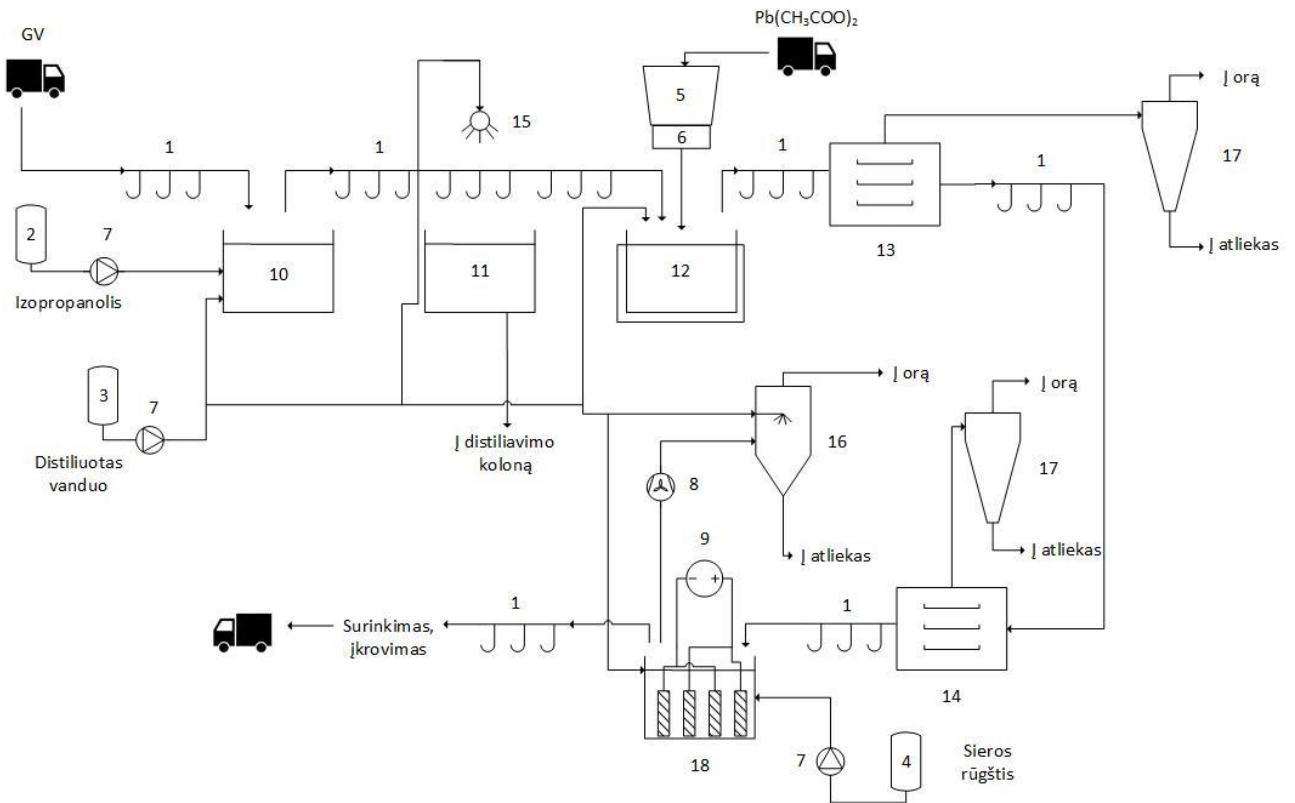 GV
Pb(CH₃COO)₂
Į orą
1
1
15
5
6
1
1
17
2
7
10
11
12
13
Į atliekas
Izopropanolis
3
7
Distiliuotas
vanduo
Į distiliavimo
koloną
Į orą
16
8
Į orą
17
9
Į atliekas
Į atliekas
1
Surinkimas,
įkrovimas
1
14
18
7
4
Sieros
rūgštis